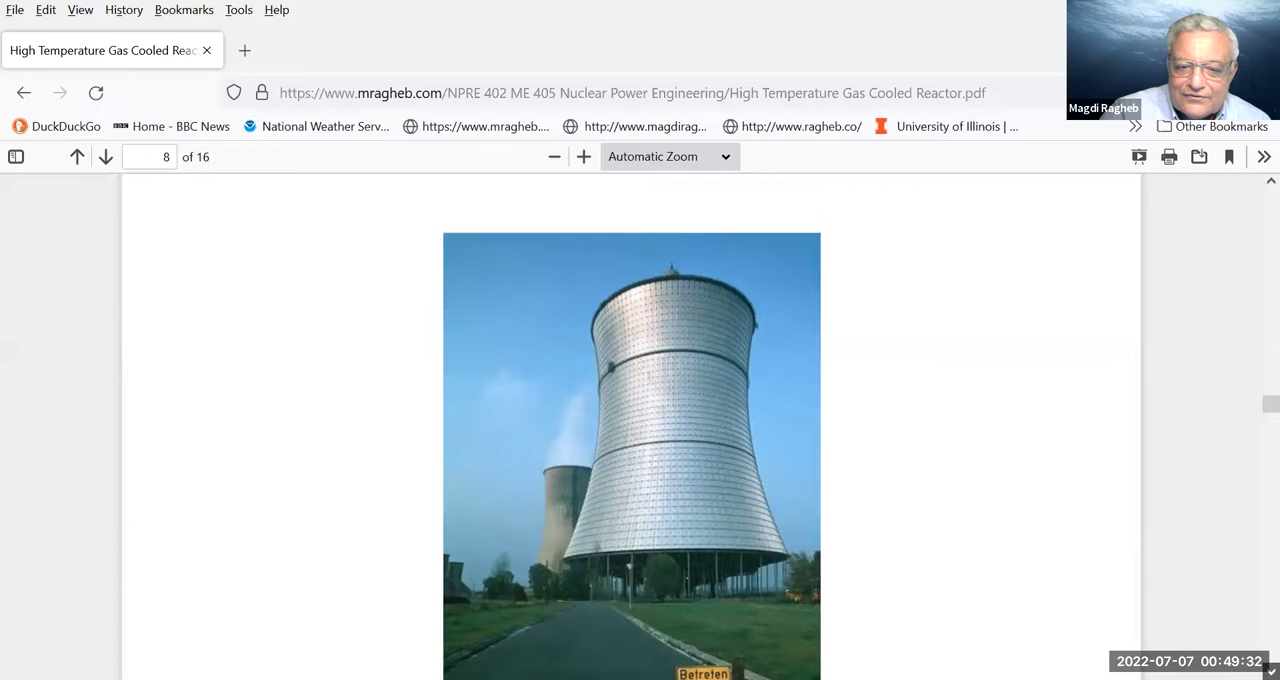 File Edit View History Bookmarks Tools Help
High Temperature Gas Cooled Reac
https://www.mragheb.com/NPRE 402 ME 405 Nuclear Power Engineering/High Temperature Gas Cooled Reactor.pdf
Magdi Ragheb
DuckDuckGo BBC Home - BBC News National Weather Serv... https://www.mragheb.... http://www.magdirag... http://www.ragheb.co/ I University of Illinois | ... Other Bookmarks
8 of 16 Automatic Zoom
Betreten
2022-07-07 00:49:32